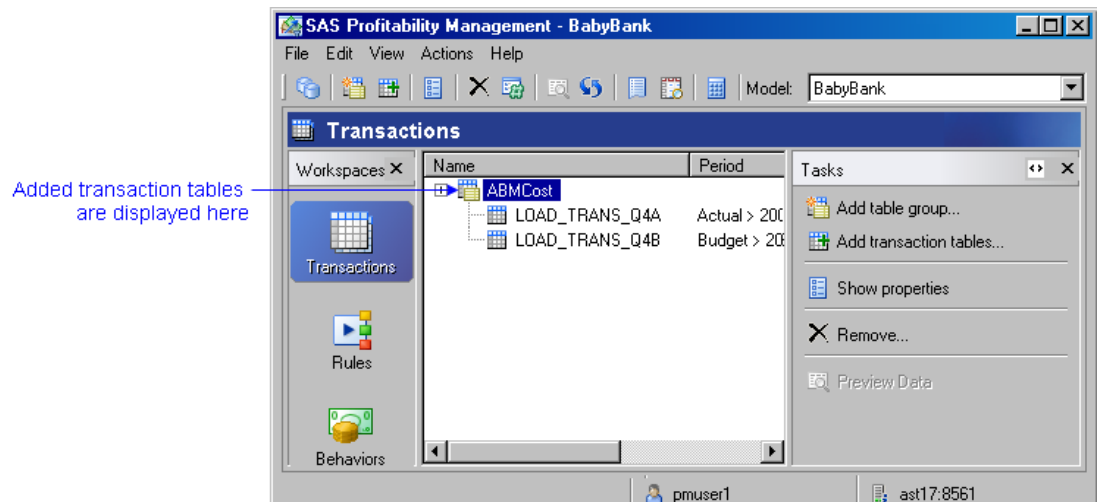 SAS Profitability Management - BabyBank
File Edit View Actions Help
Model: BabyBank
Transactions
Workspaces
Name Period
Tasks
Added transaction tables
are displayed here
ABMCost
LOAD_TRANS_Q4A Actual > 200
LOAD_TRANS_Q4B Budget >
Transactions
Rules
Behaviors
Add table group...
Add transaction tables...
Show properties
Remove...
Preview Data
pmuser1 ast17:8561